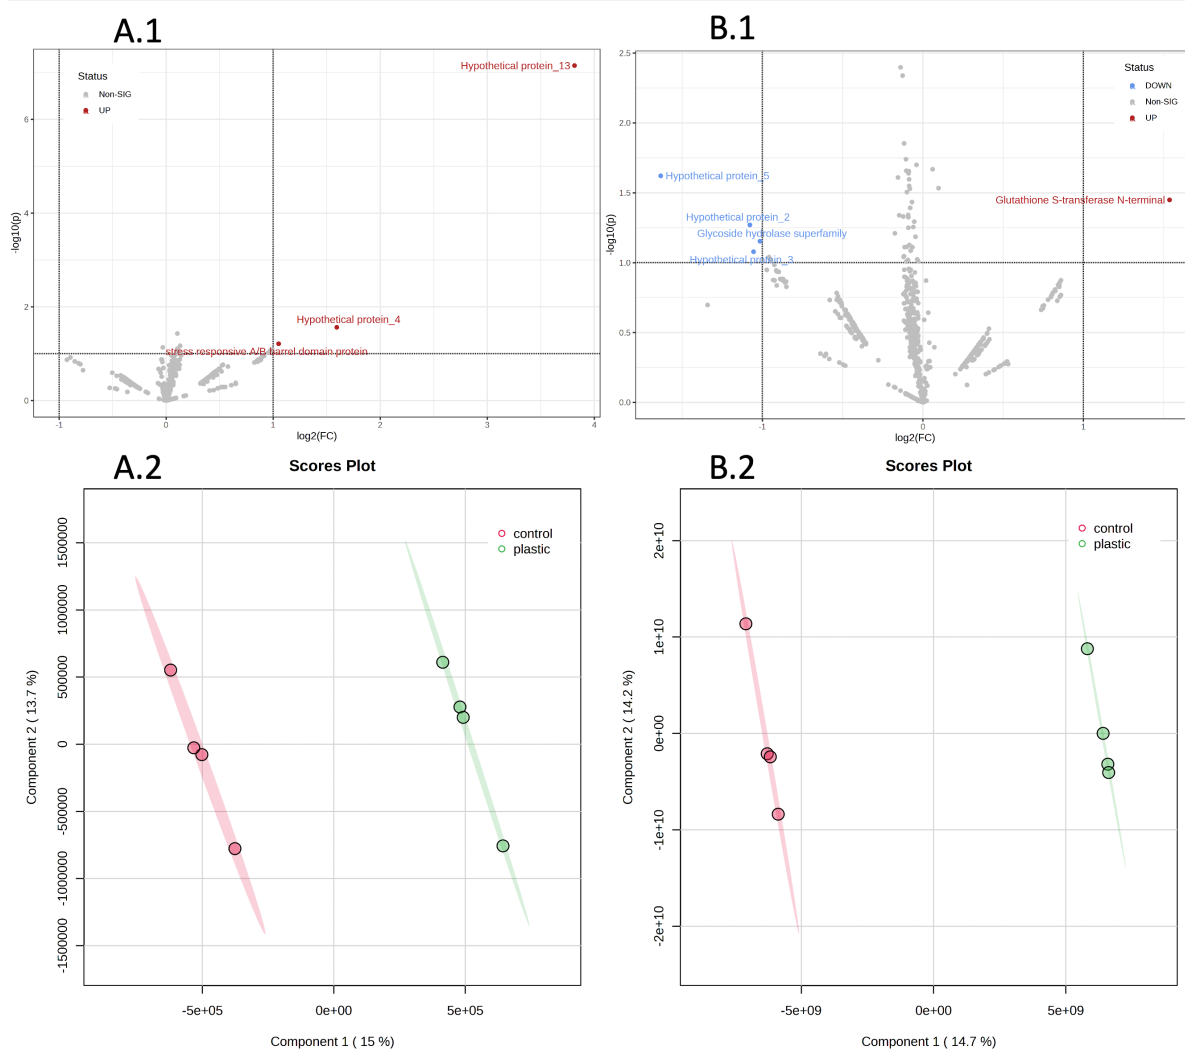 A.1
Status
Non-SIG
UP
Hypothetical protein_13
Hypothetical protein_4
stress responsive A/B barrel domain protein
6
4
2
0
-log10(p)
-1
0
1
2
3
4
log2(FC)
B.1
Status
DOWN
Non-SIG
UP
Hypothetical protein_5
Glutathione S-transferase N-terminal
Hypothetical protein_2
Glycoside hydrolase superfamily
Hypothetical protein_3
2.5
2.0
1.5
1.0
0.5
0.0
-log10(p)
-1
0
1
log2(FC)
A.2
Scores Plot
control
plastic
1500000
1000000
500000
0
-500000
-1000000
-1500000
Component 2 ( 13.7 %)
-5e+05
0e+00
5e+05
Component 1 ( 15 %)
B.2
Scores Plot
control
plastic
2e+10
1e+10
0e+00
-1e+10
-2e+10
Component 2 ( 14.2 %)
-5e+09
0e+00
5e+09
Component 1 ( 14.7 %)